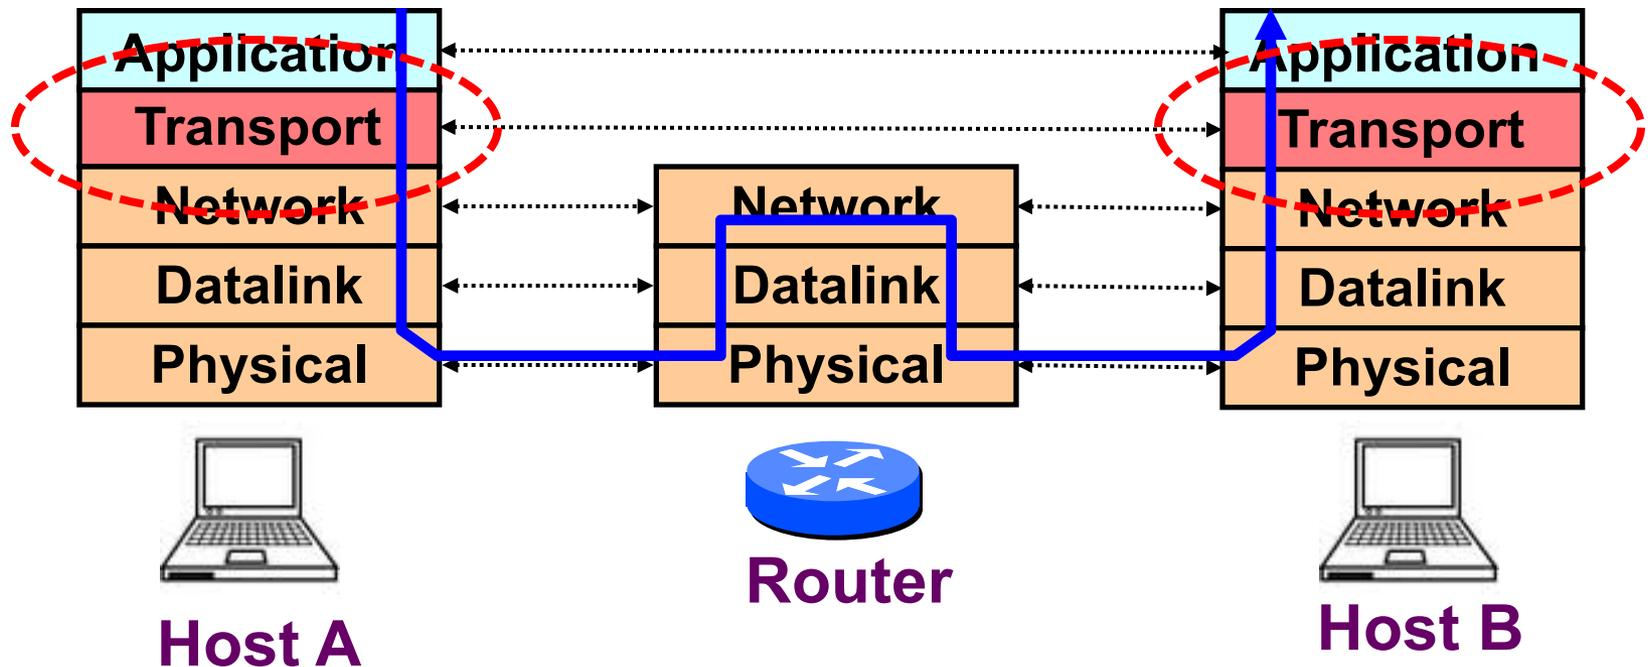 Application
Transport
Network
Datalink
Physical
Host A
Network
Datalink
Physical
Router
Application
Transport
Network
Datalink
Physical
Host B